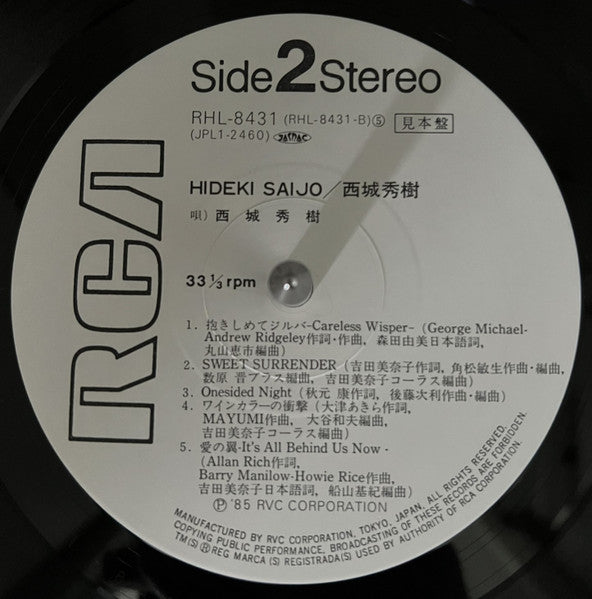 Side 2 Stereo
RHL-8431 (RHL-8431-B)⑤ 見本盤
(JPL1-2460) JASRAC
RCA
HIDEKI SAIJO/西城秀樹
唄) 西城秀樹
33 1/3 rpm
1. 抱きしめてジルバ-Careless Wisper- (George Michael-
Andrew Ridgeley作詞・作曲, 森田由美日本語詞,
丸山恵市編曲)
2. SWEET SURRENDER (吉田美奈子作詞, 角松敏生作曲・編曲,
数原 晋ブラス編曲, 吉田美奈子コーラス編曲)
3. Onesided Night (秋元 康作詞, 後藤次利作曲・編曲)
4. ワインカラーの衝撃 (大津あきら作詞,
MAYUMI作曲, 大谷和夫編曲,
吉田美奈子コーラス編曲)
5. 愛の翼-It's All Behind Us Now -
(Allan Rich作詞,
Barry Manilow-Howie Rice作曲,
吉田美奈子日本語詞, 船山基紀編曲)
Ⓟ '85 RVC CORPORATION
MANUFACTURED BY RVC CORPORATION, TOKYO, JAPAN, ALL RIGHTS RESERVED,
COPYING PUBLIC PERFORMANCE, BROADCASTING OF THESE RECORDS ARE FORBIDDEN.
TM(S) ® REG MARCA (S) REGISTRADA(S) USED BY AUTHORITY OF RCA CORPORATION.